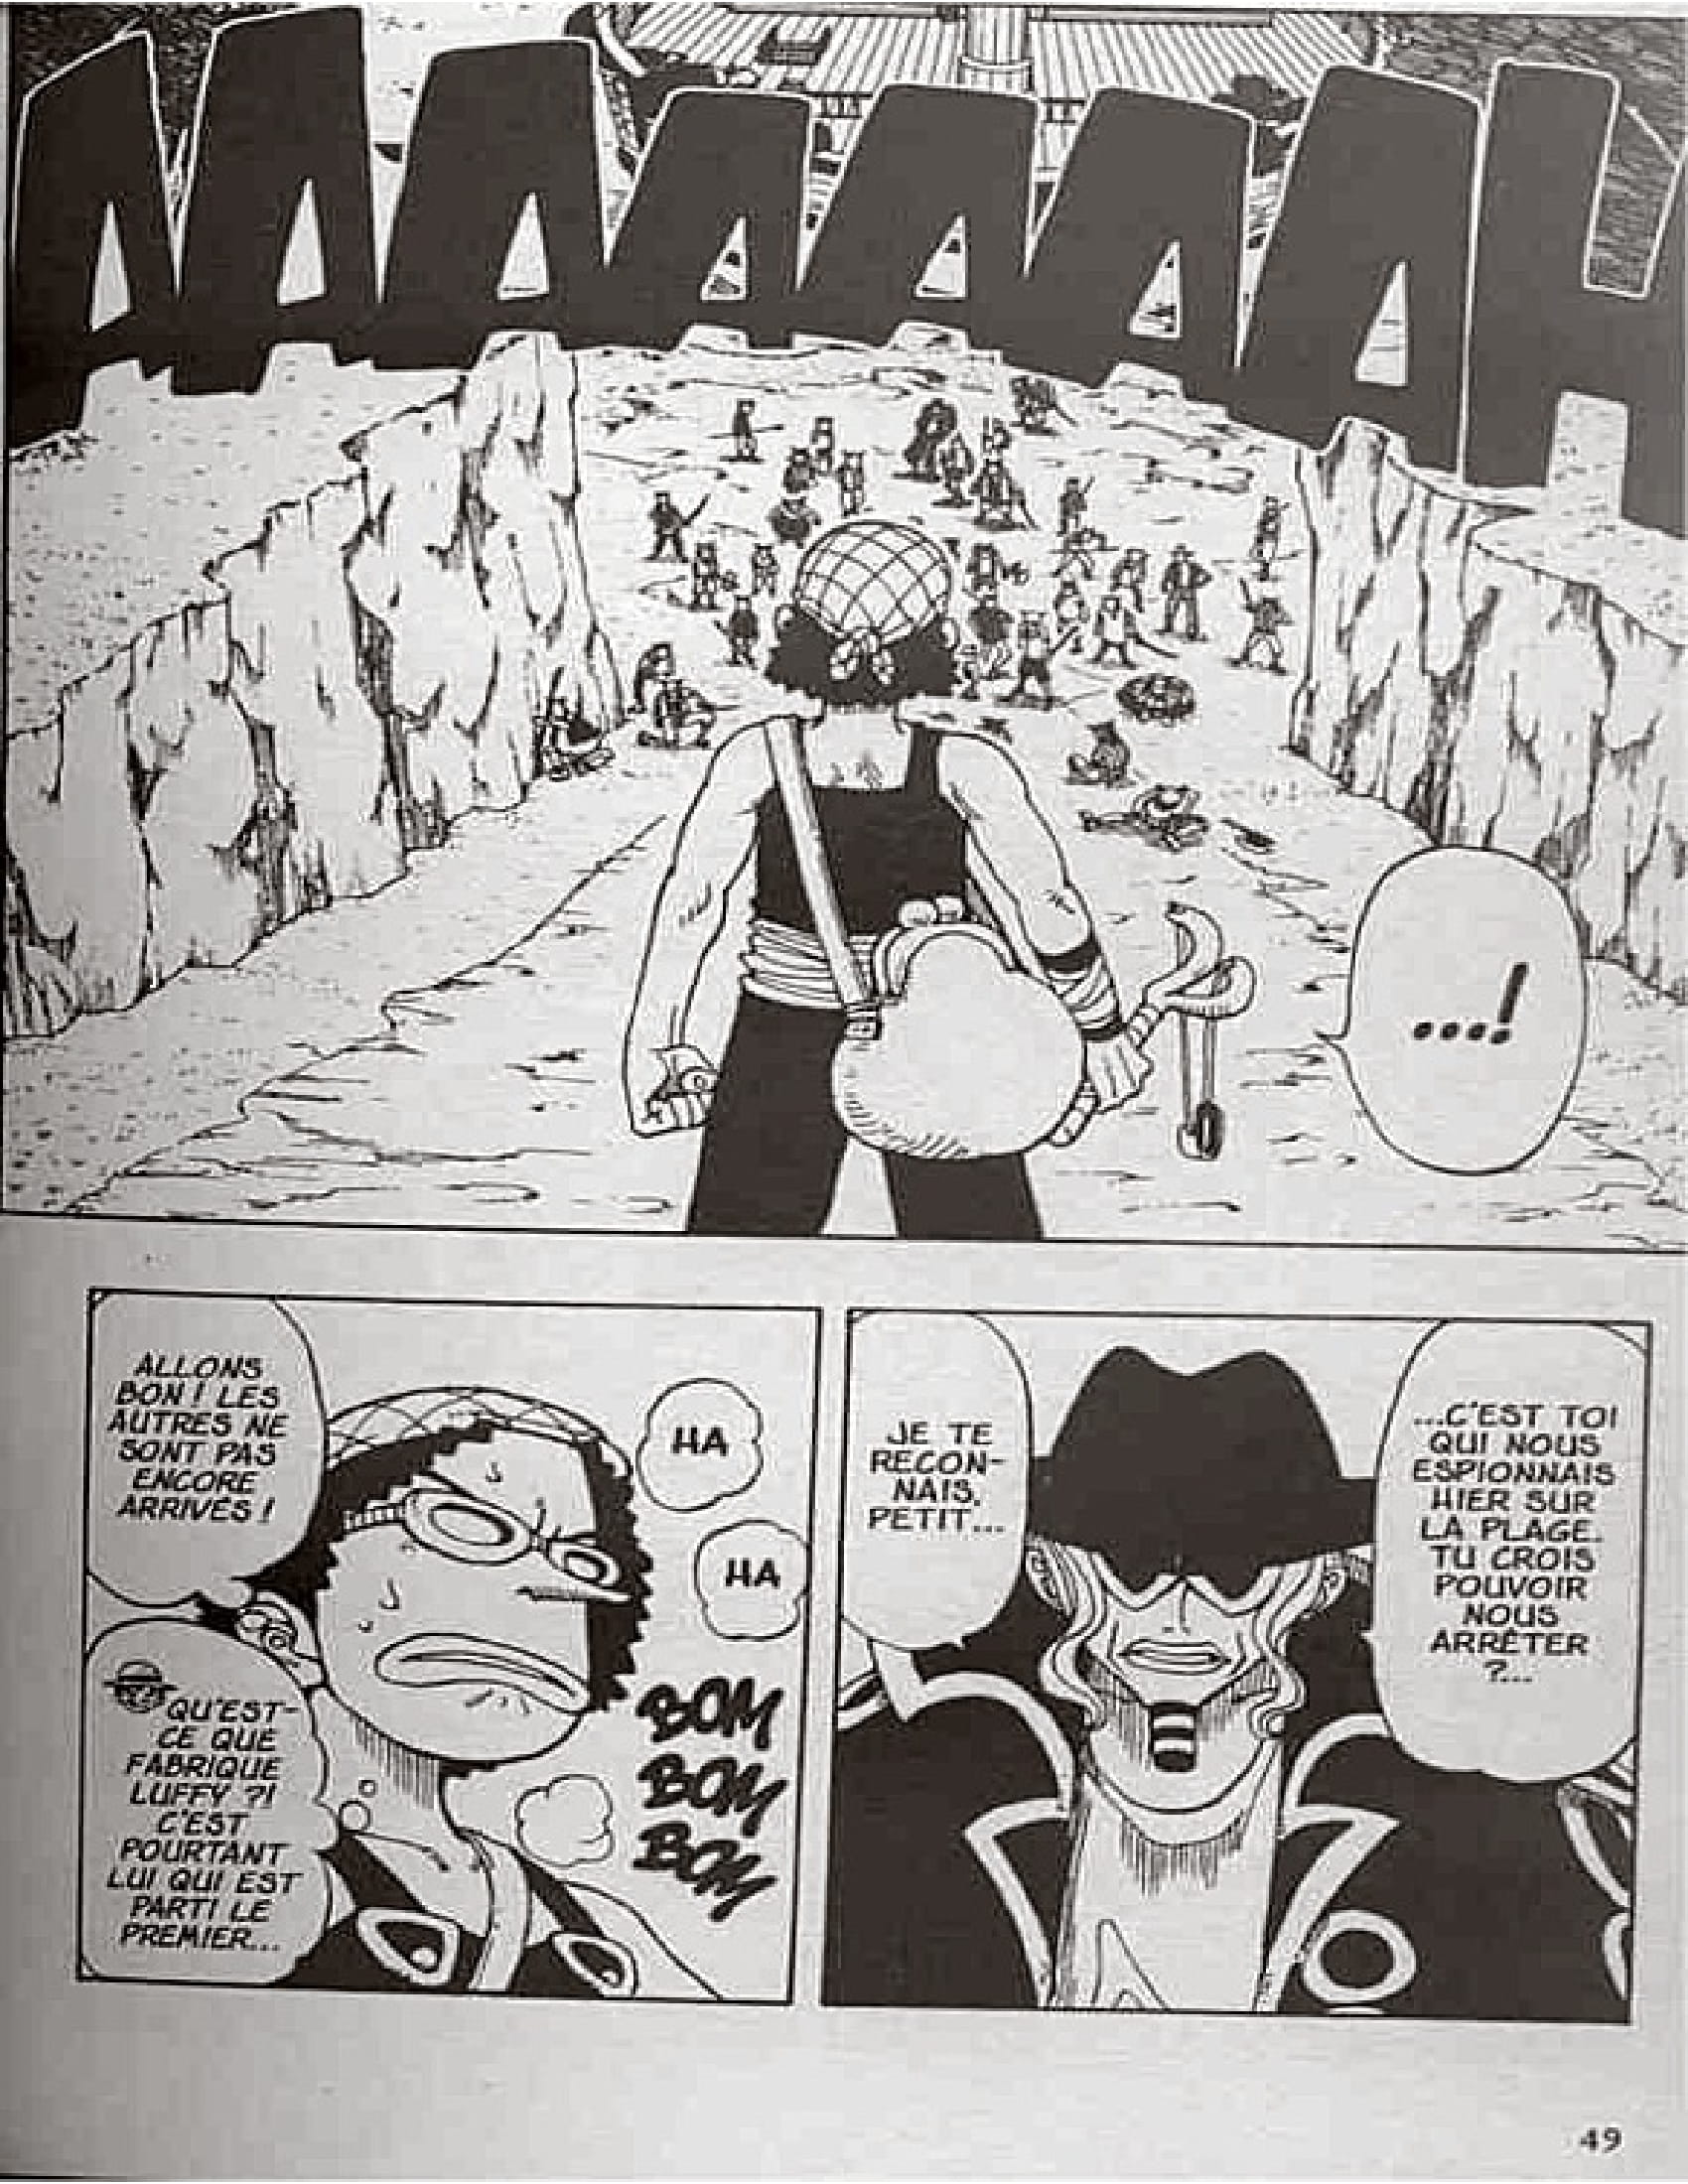 AAAAAAAH
...!
...C'EST TOI
QUI NOUS
ESPIONNAIS
HIER SUR
LA PLAGE.
TU CROIS
POUVOIR
NOUS
ARRÊTER
?...
JE TE
RECON-
NAIS,
PETIT...
HA
HA
BOM
BOM
BOM
ALLONS
BON! LES
AUTRES NE
SONT PAS
ENCORE
ARRIVÉS!
QU'EST-
CE QUE
FABRIQUE
LUFFY ?!
C'EST
POURTANT
LUI QUI EST
PARTI LE
PREMIER...
49